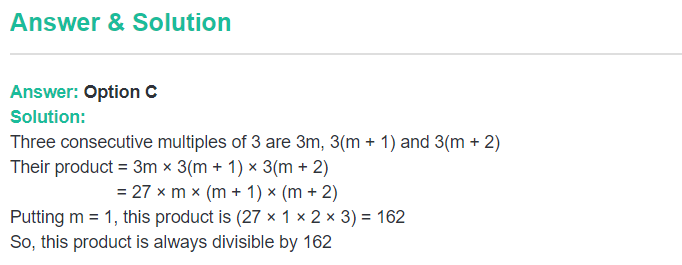 Answer & Solution
Answer: Option C
Solution:
Three consecutive multiples of 3 are 3m, 3(m + 1) and 3(m + 2)
Their product = 3m × 3(m + 1) × 3(m + 2)
= 27 × m × (m + 1) × (m + 2)
Putting m = 1, this product is (27 × 1 × 2 × 3) = 162
So, this product is always divisible by 162